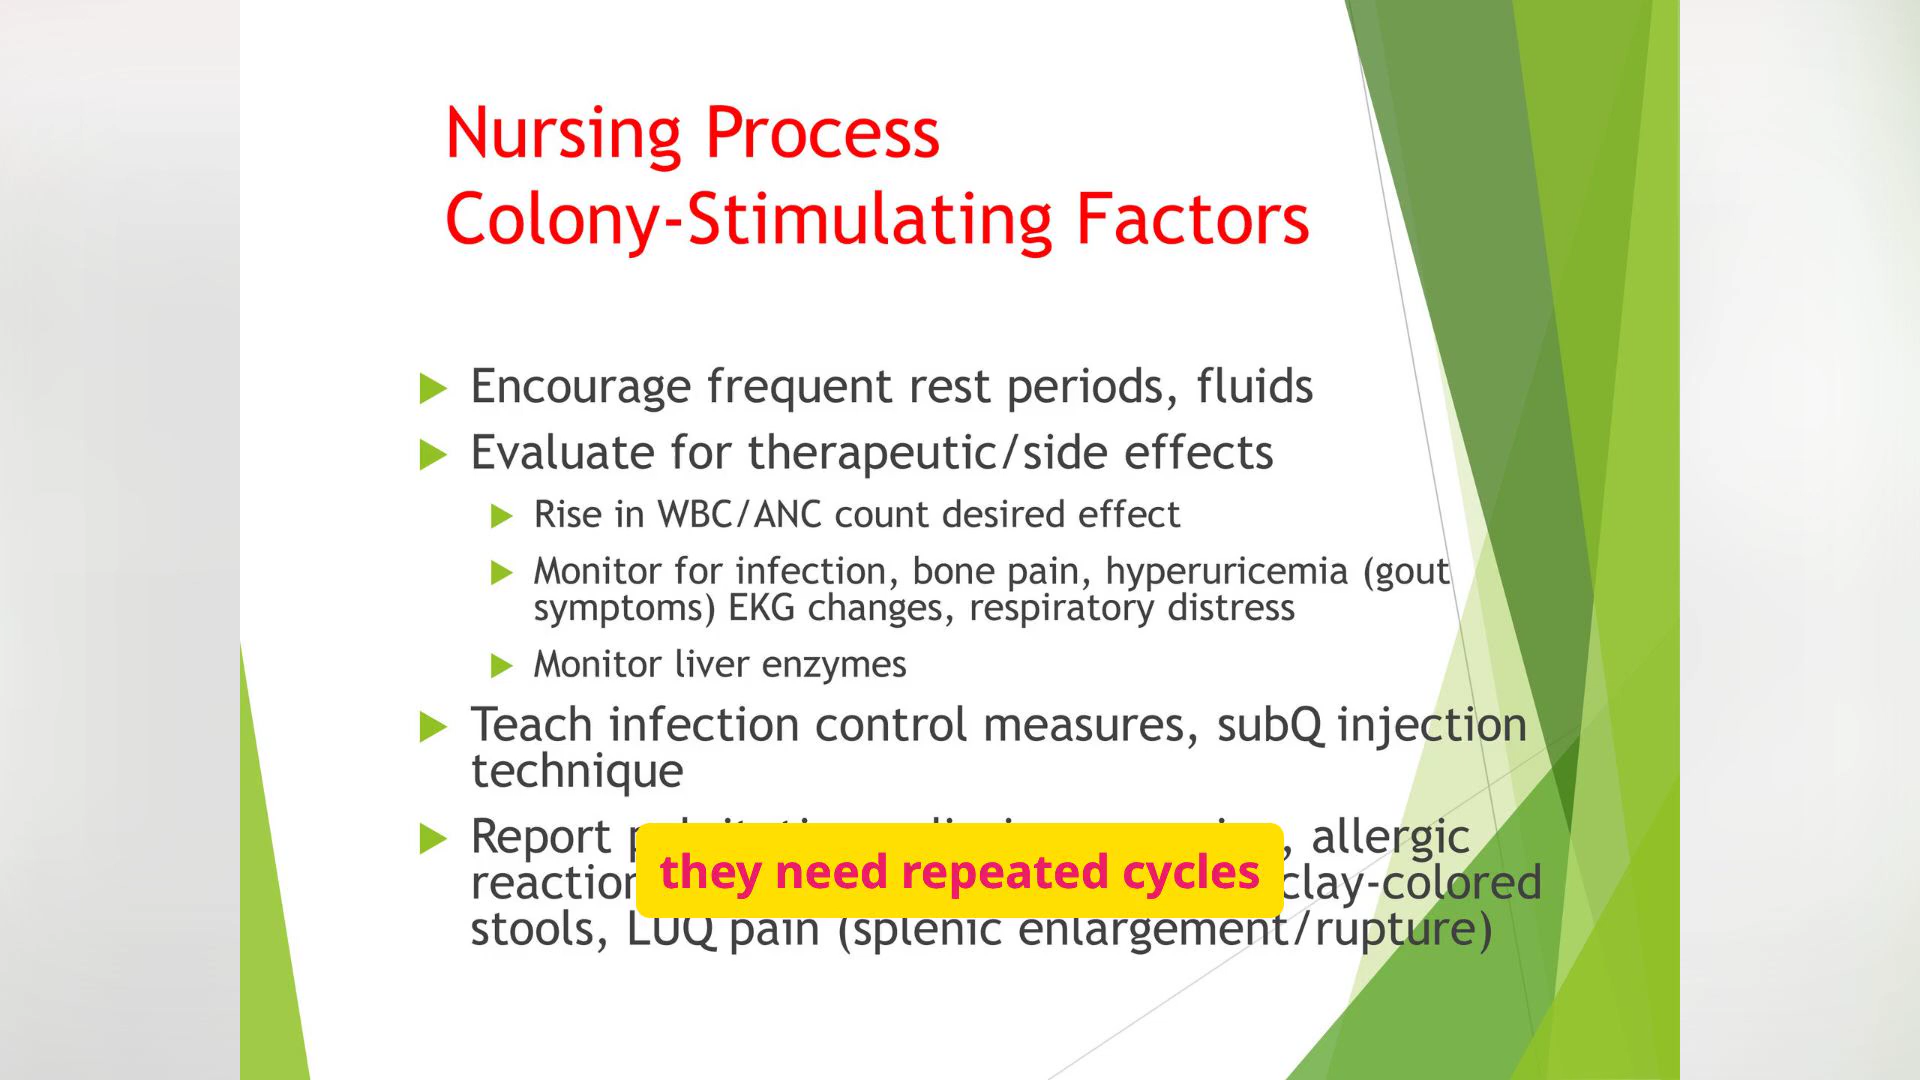 Nursing Process
Colony-Stimulating Factors
Encourage frequent rest periods, fluids
Evaluate for therapeutic/side effects
Rise in WBC/ANC count desired effect
Monitor for infection, bone pain, hyperuricemia (gout
symptoms) EKG changes, respiratory distress
Monitor liver enzymes
Teach infection control measures, subQ injection
technique
Report , allergic
clay-colored
they need repeated cycles
stools, LUQ pain (splenic enlargement/rupture)